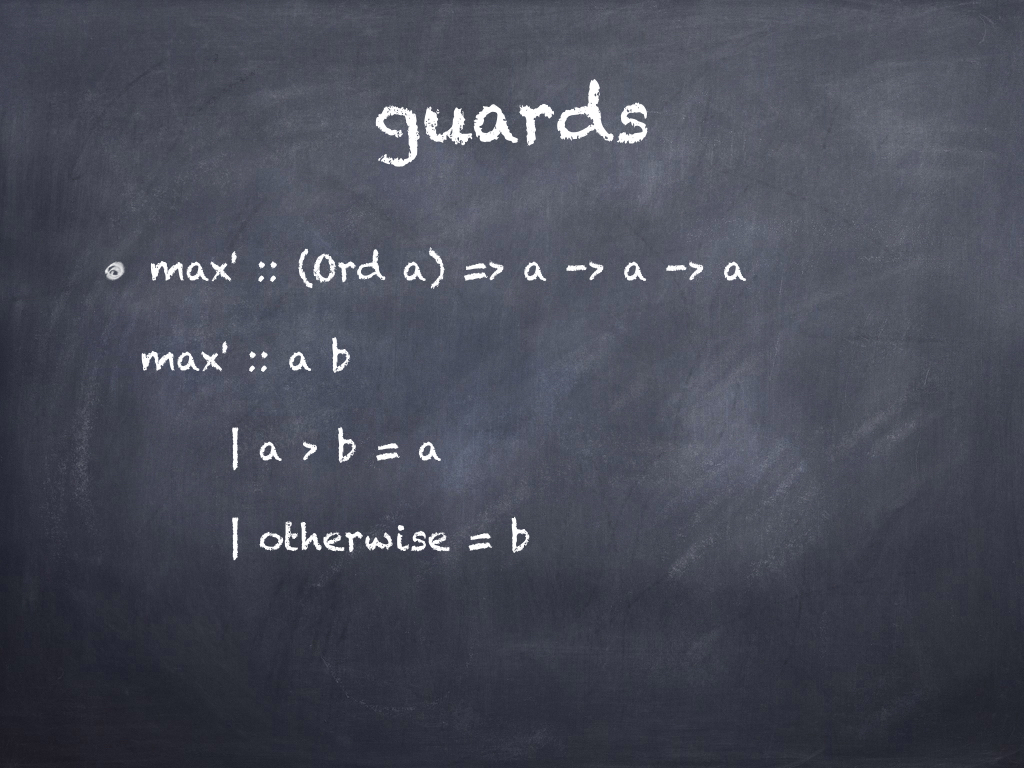 guards
max' :: (Ord a) => a -> a -> a
max' :: a b
| a > b = a
| otherwise = b